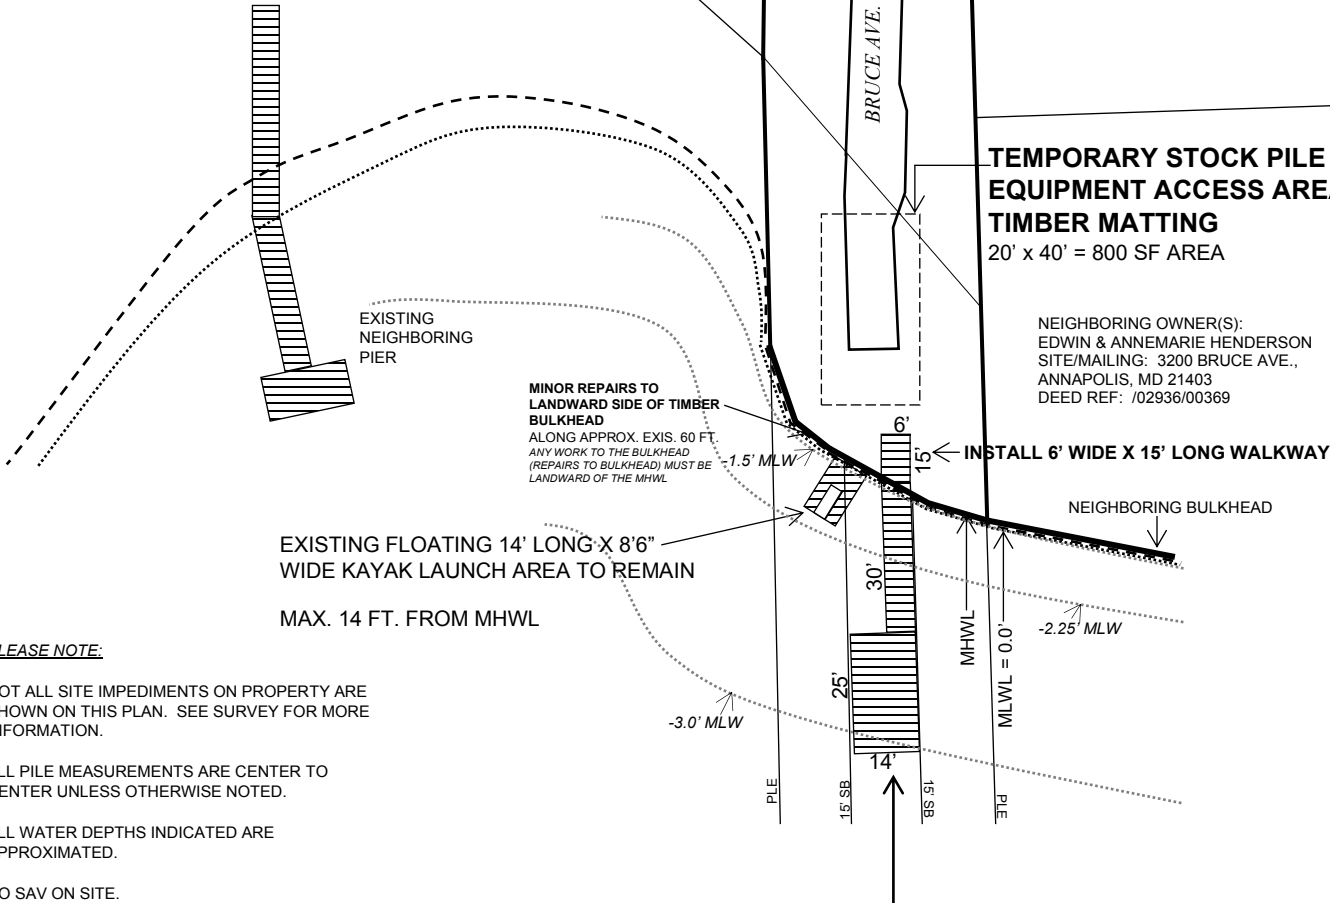 BRUCE AVE.
TEMPORARY STOCK PILE
EQUIPMENT ACCESS AREA
TIMBER MATTING
20' x 40' = 800 SF AREA
EXISTING
NEIGHBORING
PIER
NEIGHBORING OWNER(S):
EDWIN & ANNEMARIE HENDERSON
SITE/MAILING: 3200 BRUCE AVE.,
ANNAPOLIS, MD 21403
DEED REF: /02936/00369
MINOR REPAIRS TO
LANDWARD SIDE OF TIMBER
BULKHEAD
ALONG APPROX. EXIS. 60 FT.
ANY WORK TO THE BULKHEAD
(REPAIRS TO BULKHEAD) MUST BE
LANDWARD OF THE MHWL
-1.5' MLW
6'
15'
INSTALL 6' WIDE X 15' LONG WALKWAY
NEIGHBORING BULKHEAD
EXISTING FLOATING 14' LONG X 8'6"
WIDE KAYAK LAUNCH AREA TO REMAIN
MAX. 14 FT. FROM MHWL
30'
MHWL
MLWL = 0.0'
-2.25' MLW
25'
-3.0' MLW
14'
PLE
15' SB
15' SB
PLE
LEASE NOTE:
OT ALL SITE IMPEDIMENTS ON PROPERTY ARE
HOWN ON THIS PLAN. SEE SURVEY FOR MORE
NFORMATION.
LL PILE MEASUREMENTS ARE CENTER TO
ENTER UNLESS OTHERWISE NOTED.
LL WATER DEPTHS INDICATED ARE
PPROXIMATED.
O SAV ON SITE.